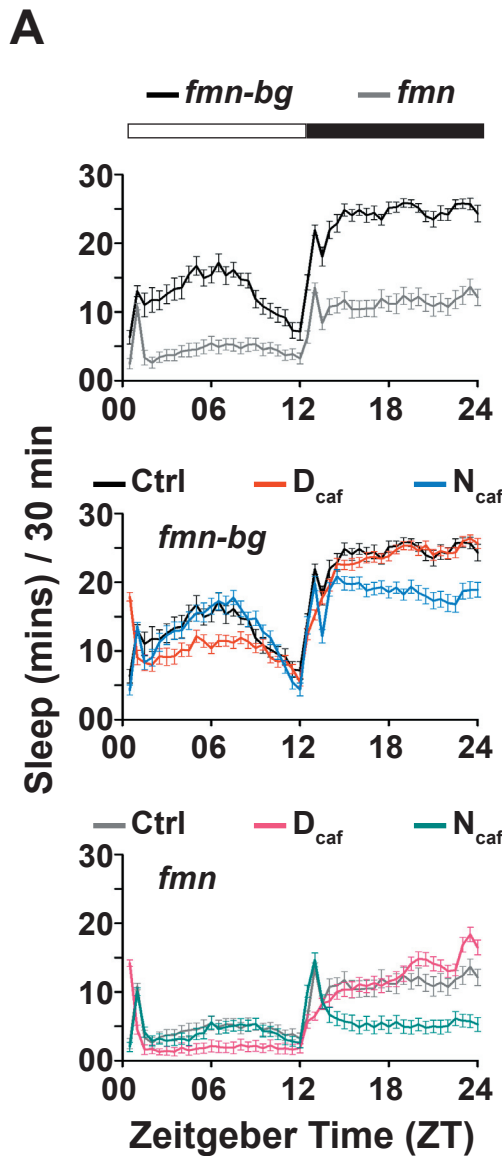 A
fmn-bg fmn
30
20
10
00
00 06 12 18 24
Ctrl Dcaf Ncaf
fmn-bg
30
20
10
00
00 06 12 18 24
Ctrl Dcaf Ncaf
fmn
30
20
10
00
00 06 12 18 24
Sleep (mins) / 30 min
Zeitgeber Time (ZT)